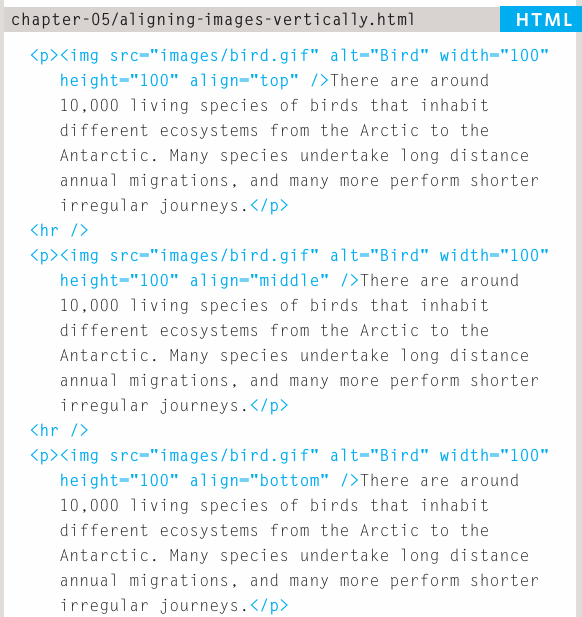 chapter-05/aligning-images-vertically.html HTML
<p><img src="images/bird.gif" alt="Bird" width="100"
height="100" align="top" />There are around
10,000 living species of birds that inhabit
different ecosystems from the Arctic to the
Antarctic. Many species undertake long distance
annual migrations, and many more perform shorter
irregular journeys.</p>
<hr />
<p><img src="images/bird.gif" alt="Bird" width="100"
height="100" align="middle" />There are around
10,000 living species of birds that inhabit
different ecosystems from the Arctic to the
Antarctic. Many species undertake long distance
annual migrations, and many more perform shorter
irregular journeys.</p>
<hr />
<p><img src="images/bird.gif" alt="Bird" width="100"
height="100" align="bottom" />There are around
10,000 living species of birds that inhabit
different ecosystems from the Arctic to the
Antarctic. Many species undertake long distance
annual migrations, and many more perform shorter
irregular journeys.</p>